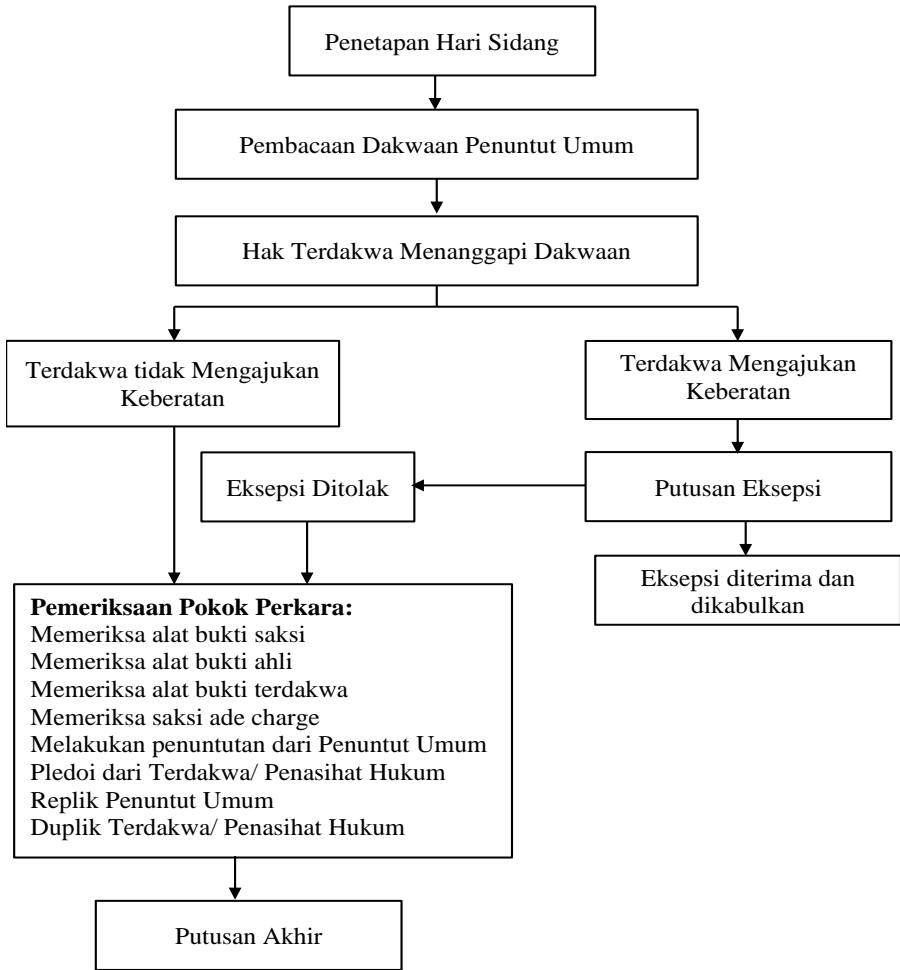 Penetapan Hari Sidang
Pembacaan Dakwaan Penuntut Umum
Hak Terdakwa Menanggapi Dakwaan
Terdakwa tidak Mengajukan
Keberatan
Terdakwa Mengajukan
Keberatan
Eksepsi Ditolak
Putusan Eksepsi
Eksepsi diterima dan
dikabulkan
Pemeriksaan Pokok Perkara:
Memeriksa alat bukti saksi
Memeriksa alat bukti ahli
Memeriksa alat bukti terdakwa
Memeriksa saksi ade charge
Melakukan penuntutan dari Penuntut Umum
Pledoi dari Terdakwa/ Penasihat Hukum
Replik Penuntut Umum
Duplik Terdakwa/ Penasihat Hukum
Putusan Akhir